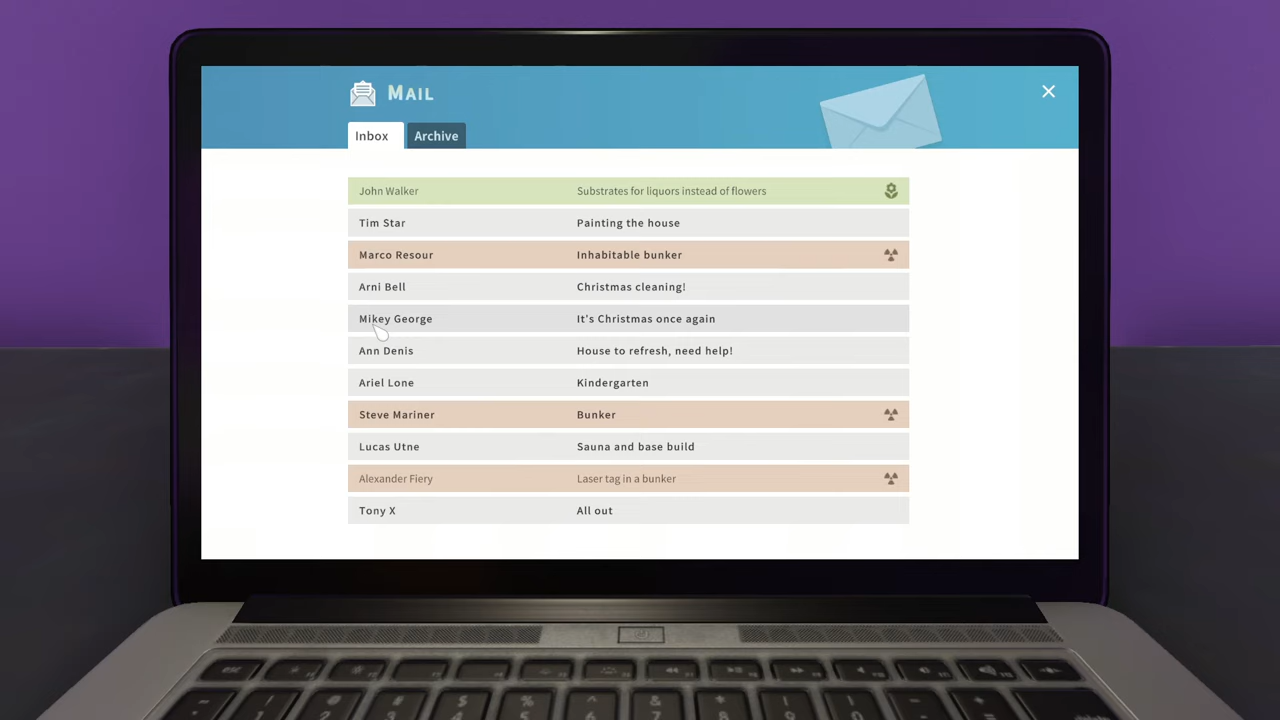 Mail
Inbox Archive
John Walker Substrates for liquors instead of flowers
Tim Star Painting the house
Marco Resour Inhabitable bunker
Arni Bell Christmas cleaning!
Mikey George It's Christmas once again
Ann Denis House to refresh, need help!
Ariel Lone Kindergarten
Steve Mariner Bunker
Lucas Utne Sauna and base build
Alexander Fiery Laser tag in a bunker
Tony X All out
esc